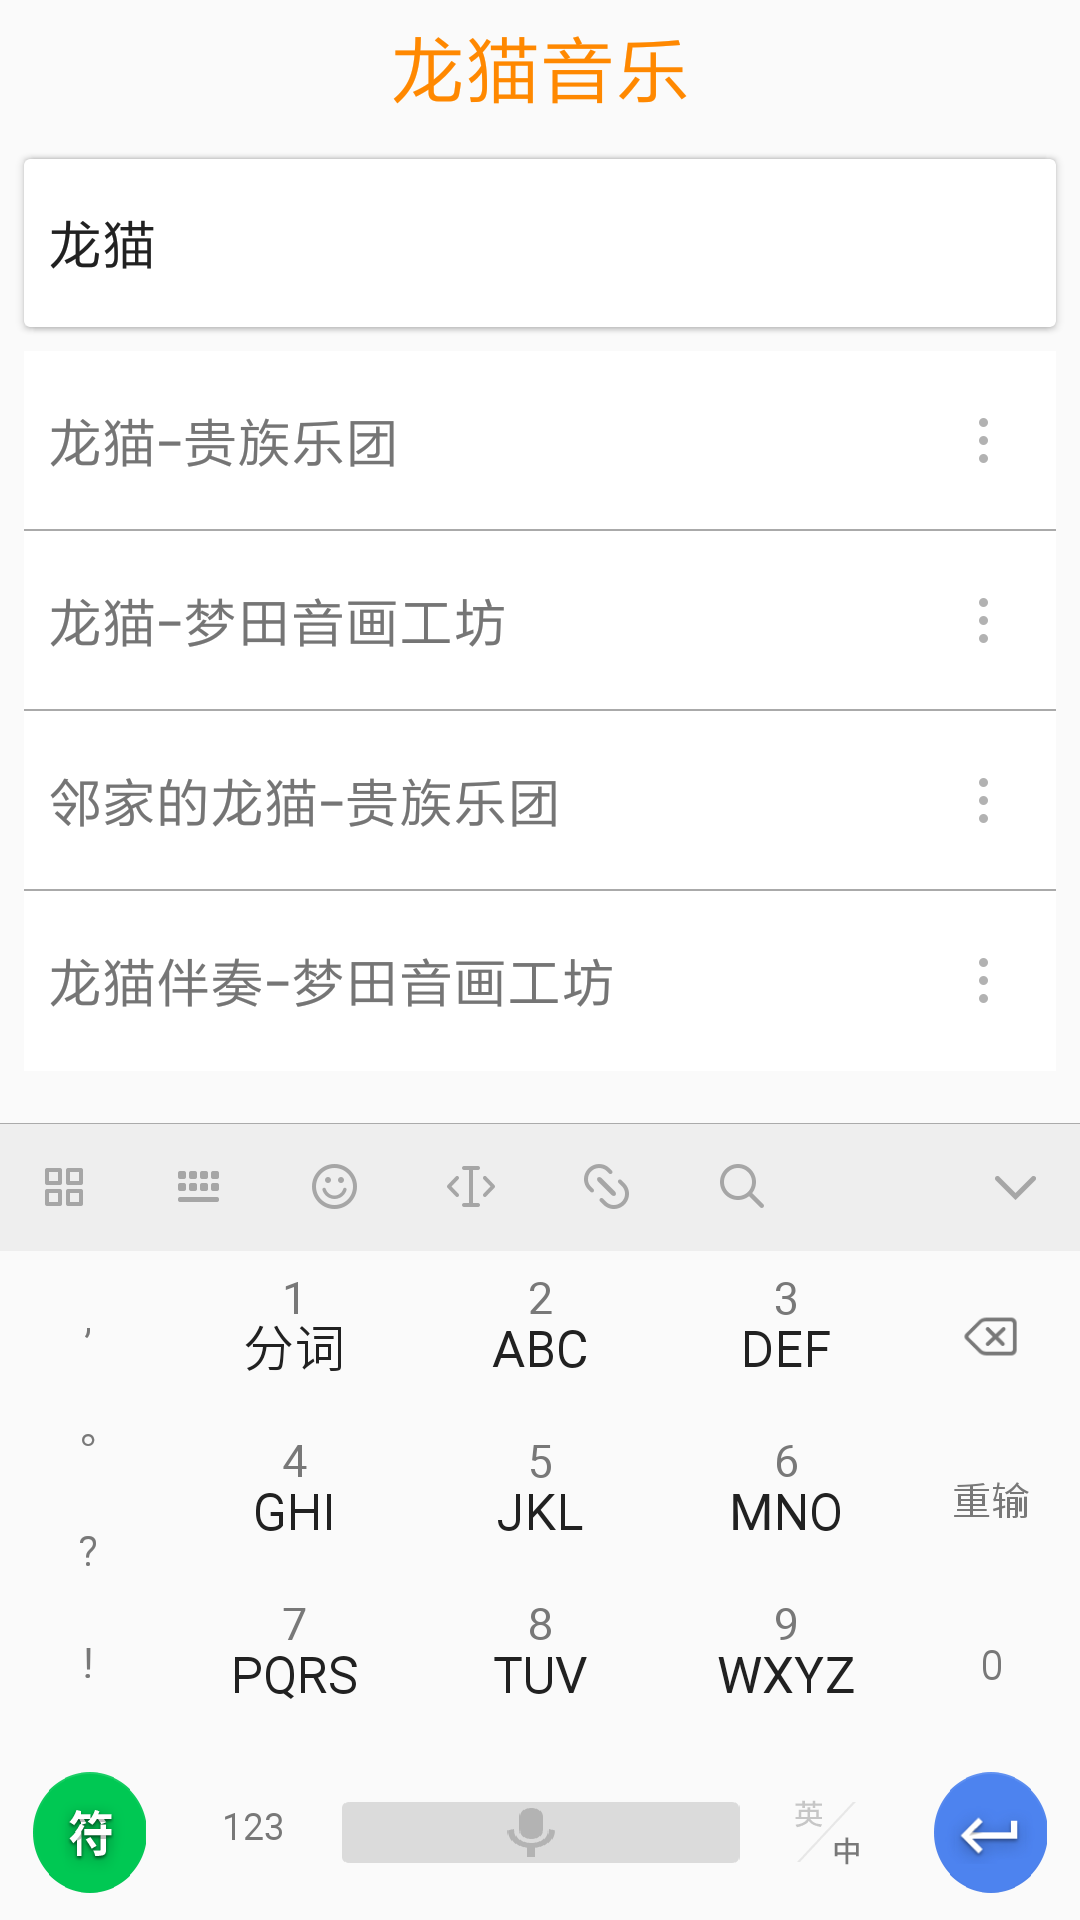 龙猫音乐
龙猫
龙猫-贵族乐团
龙猫-梦田音画工坊
邻家的龙猫-贵族乐团
龙猫伴奏-梦田音画工坊
, 1 2 3
分词 ABC DEF
。 4 5 6
GHI JKL MNO 重输
?
7 8 9
! PQRS TUV WXYZ 0
符 123 英 中